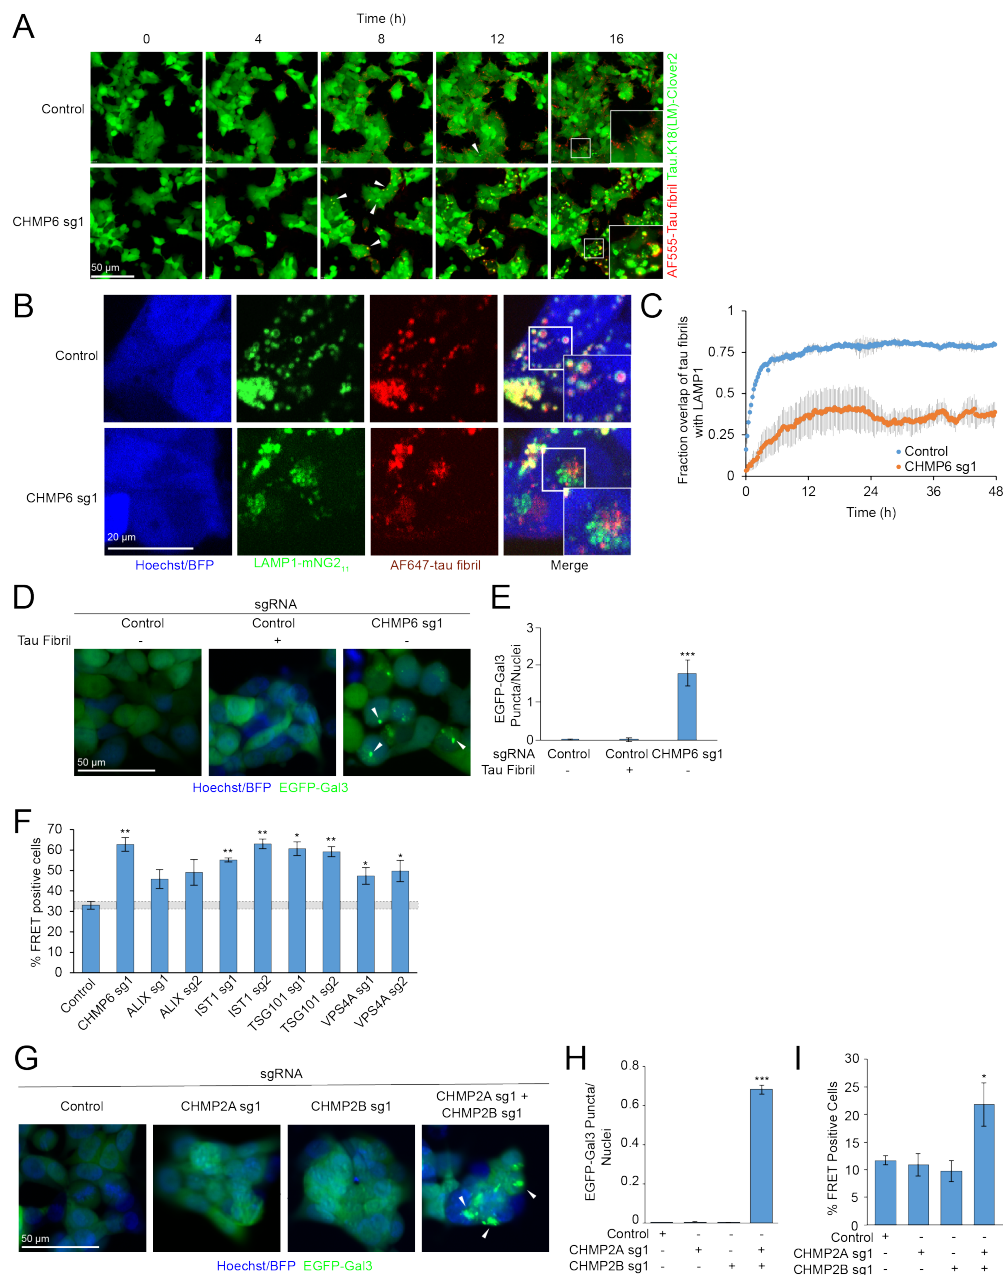 A
Time (h)
0 4 8 12 16
Control
CHMP6 sg1
50 µm
AF555-Tau fibril Tau.K18(LM)-Clover2
B
Control
CHMP6 sg1
20 µm
Hoechst/BFP LAMP1-mNG2₁₁ AF647-tau fibril Merge
C
Fraction overlap of tau fibrils
with LAMP1
1
0.75
0.5
0.25
0
Control
CHMP6 sg1
0 12 24 36 48
Time (h)
D
sgRNA
Control Control CHMP6 sg1
Tau Fibril - + -
50 µm
Hoechst/BFP EGFP-Gal3
E
EGFP-Gal3
Puncta/Nuclei
3
2
1
0
***
sgRNA Control Control CHMP6 sg1
Tau Fibril - + -
F
% FRET positive cells
70
60
50
40
30
20
10
0
** ** ** * ** * *
Control
CHMP6 sg1
ALIX sg1
ALIX sg2
IST1 sg1
IST1 sg2
TSG101 sg1
TSG101 sg2
VPS4A sg1
VPS4A sg2
G
sgRNA
Control CHMP2A sg1 CHMP2B sg1 CHMP2A sg1 +
CHMP2B sg1
50 µm
Hoechst/BFP EGFP-Gal3
H
EGFP-Gal3 Puncta/
Nuclei
0.8
0.6
0.4
0.2
0
***
Control + - - -
CHMP2A sg1 - + - +
CHMP2B sg1 - - + +
I
% FRET Positive Cells
30
25
20
15
10
5
0
*
Control + - - -
CHMP2A sg1 - + - +
CHMP2B sg1 - - + +